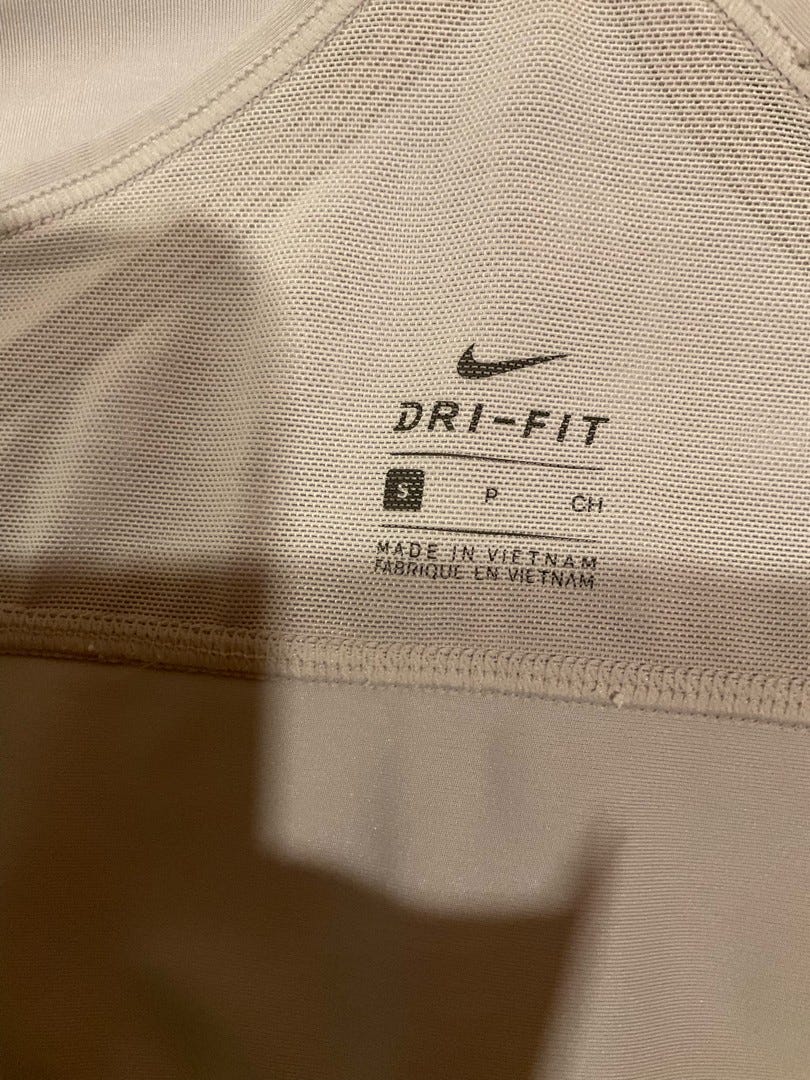 DRI-FIT
S P CH
MADE IN VIETNAM
FABRIQUE EN VIETNAM